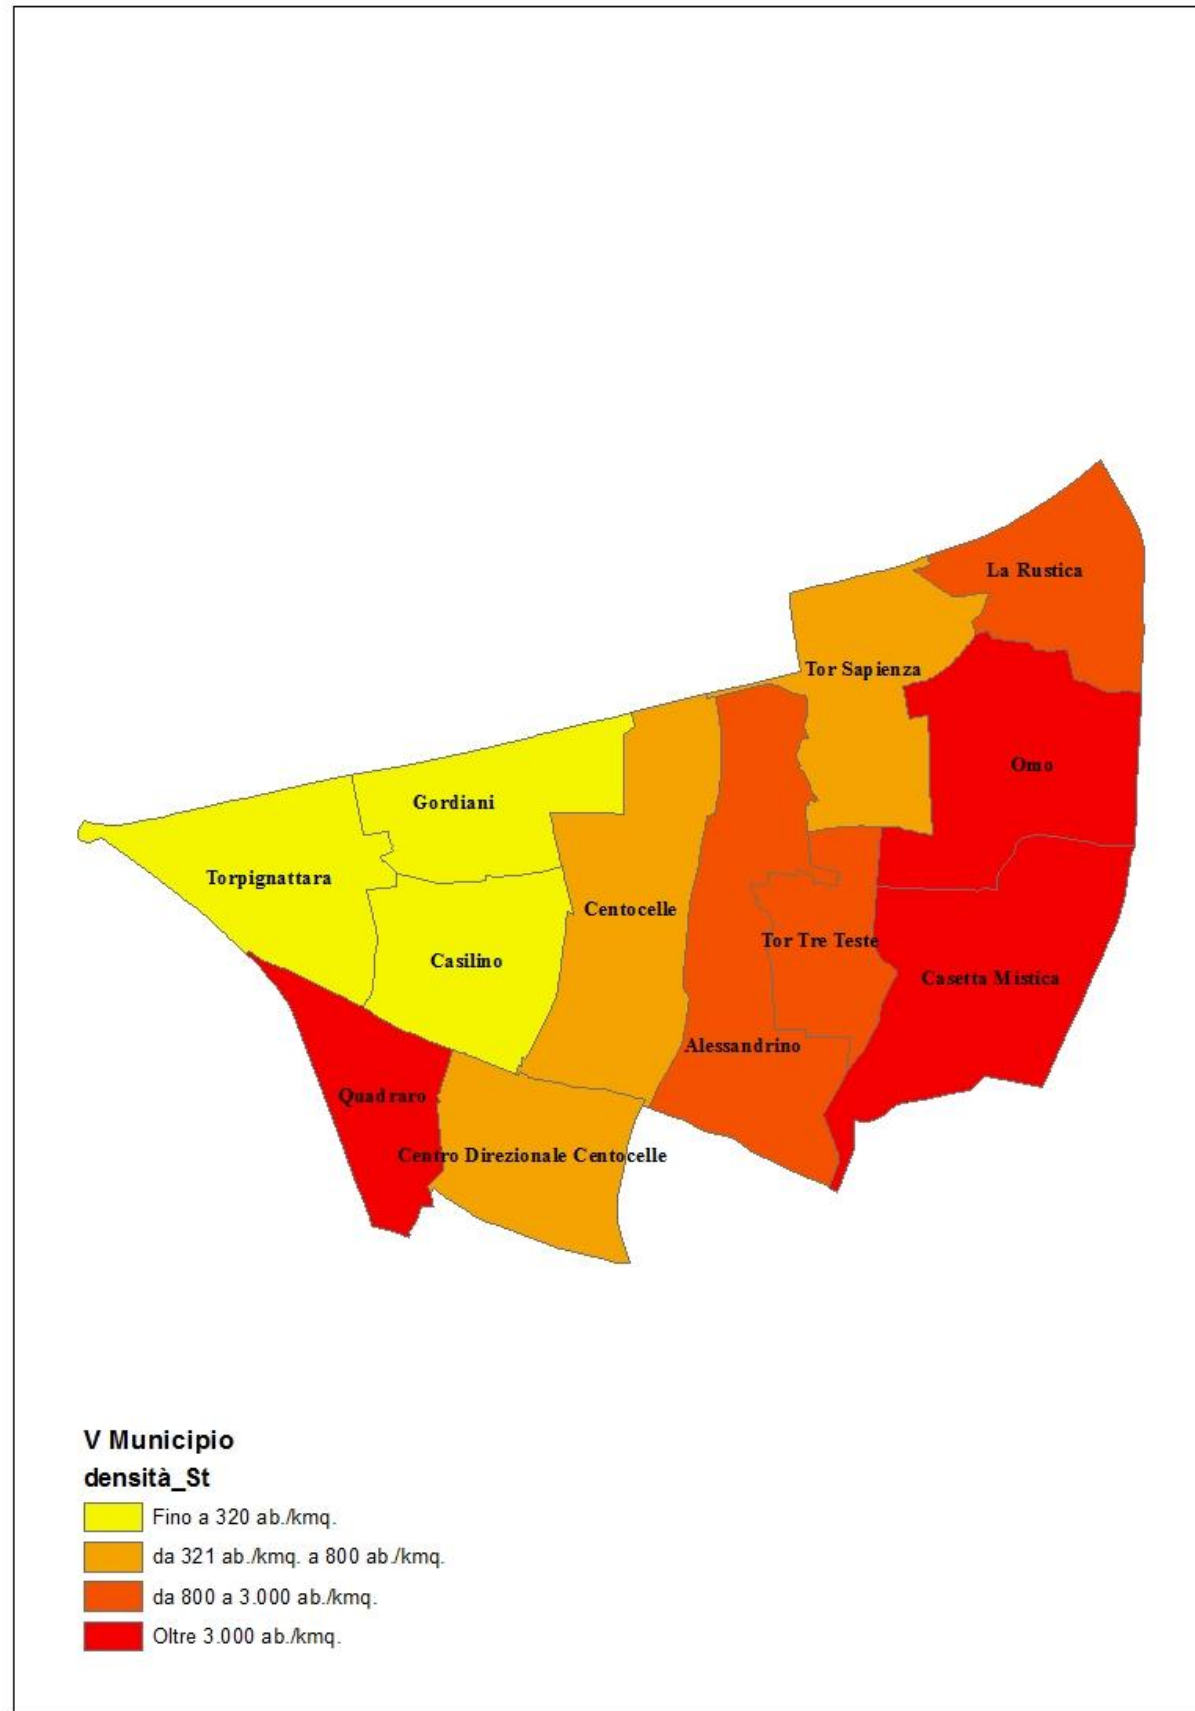 La Rustica
Tor Sapienza
Omo
Gordiani
Torpignattara
Centocelle
Tor Tre Teste
Casilino
Casetta Mistica
Alessandrino
Quadraro
Centro Direzionale Centocelle
V Municipio
densità_St
Fino a 320 ab./kmq.
da 321 ab./kmq. a 800 ab./kmq.
da 800 a 3.000 ab./kmq.
Oltre 3.000 ab./kmq.